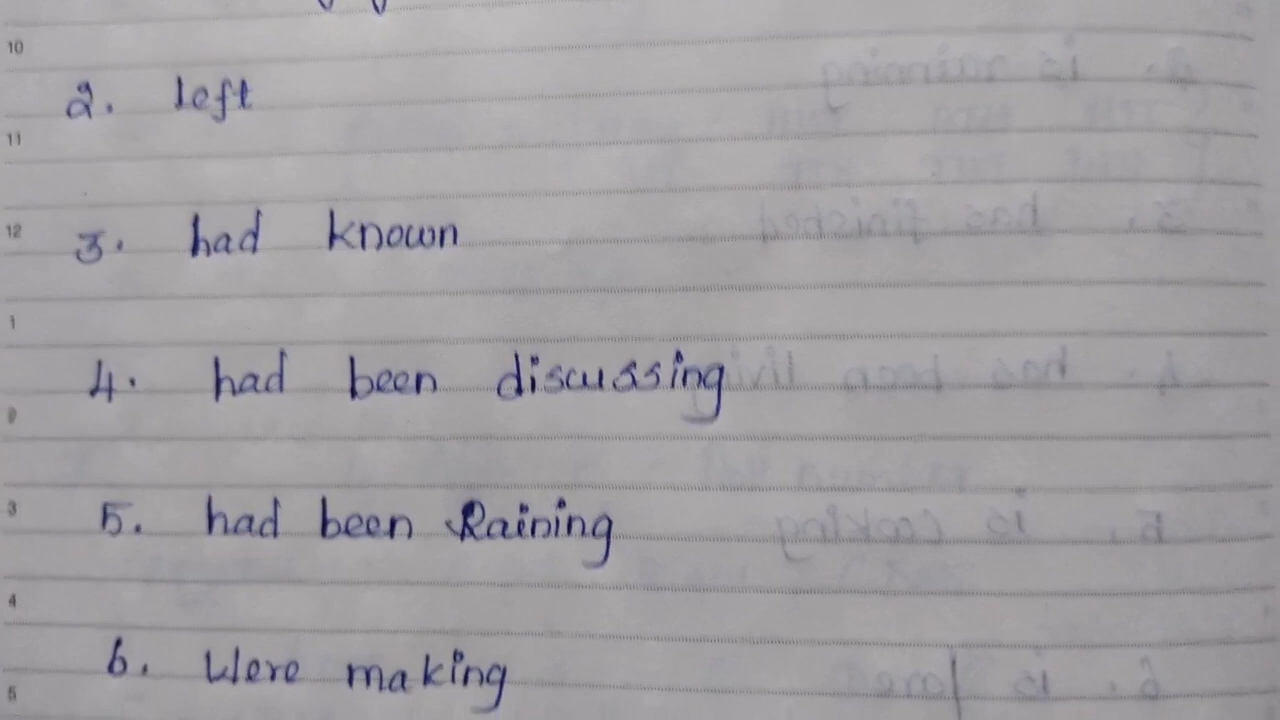 2. left
3. had known
4. had been discussing
5. had been Raining
6. Were making